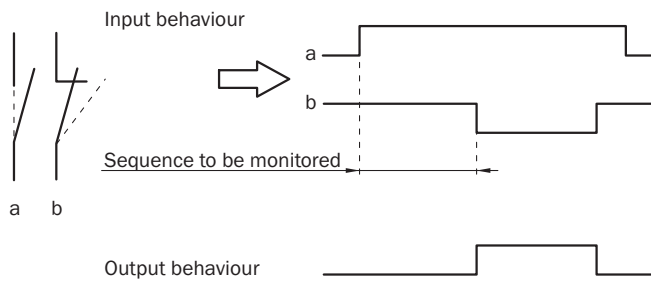 Input behaviour
a
b
Sequence to be monitored
a b
Output behaviour